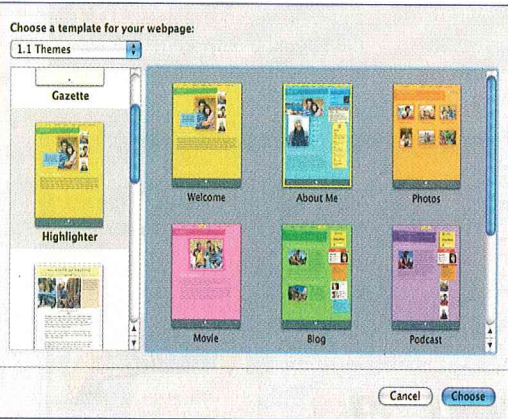 Choose a template for your webpage:
1.1 Themes
Gazette
Highlighter
Welcome
About Me
Photos
Movie
Blog
Podcast
Cancel
Choose